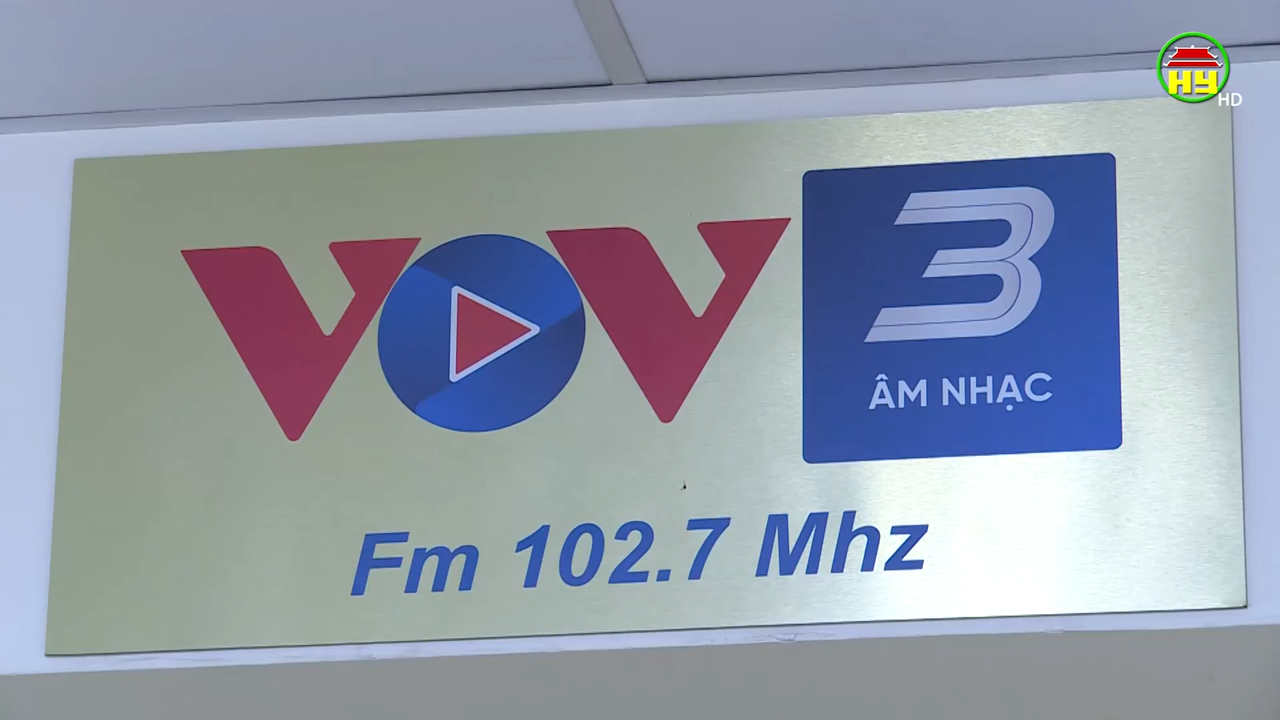 HY
HD
VOV 3
ÂM NHẠC
Fm 102.7 Mhz